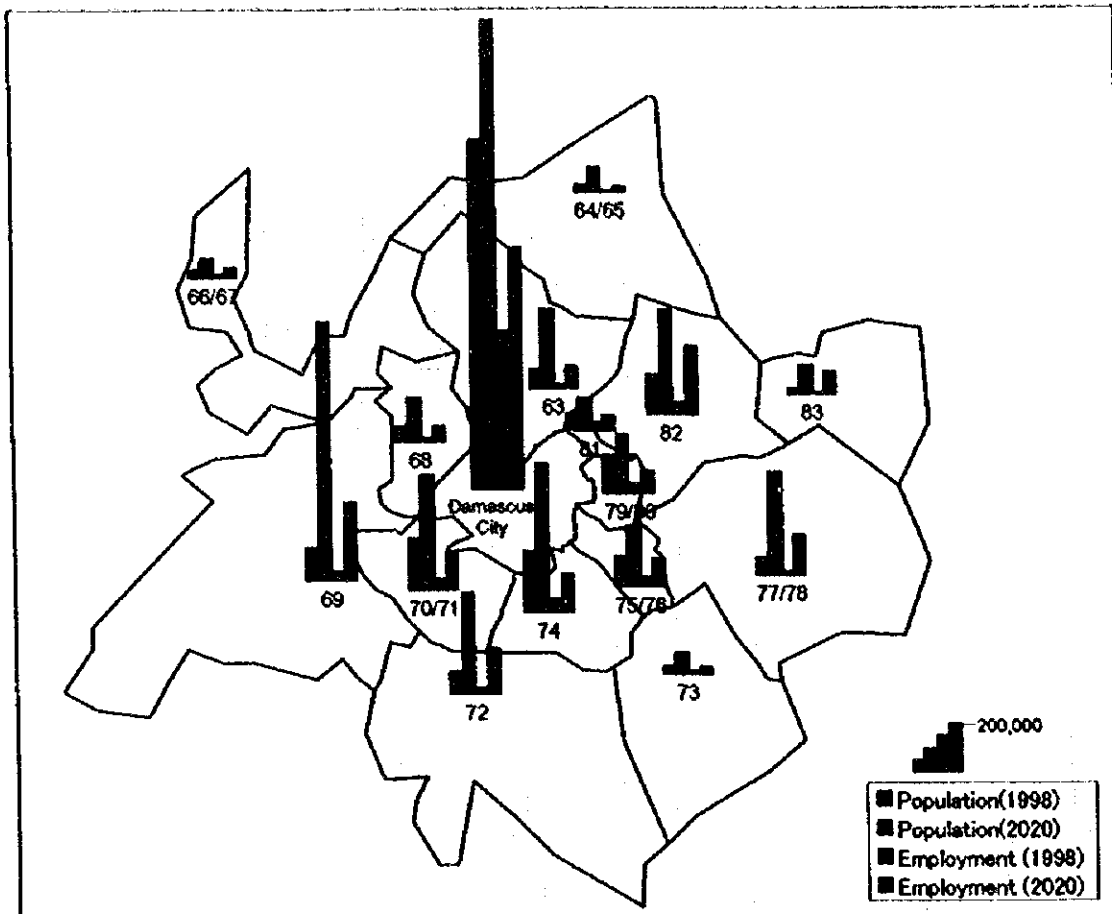 64/65
66/67
63
82
83
68
81
79/80
Damascus
City
69
70/71
74
75/76
77/78
72
73
200,000
Population(1998)
Population(2020)
Employment (1998)
Employment (2020)